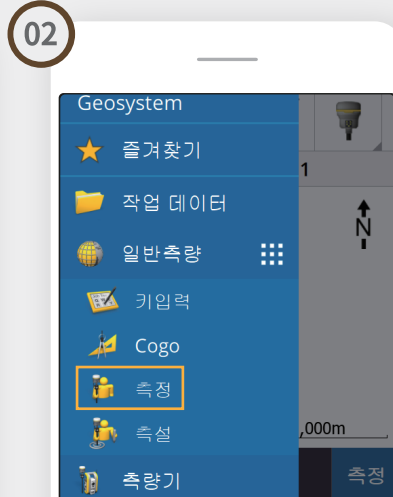 02
Geosystem
즐겨찾기
1
작업 데이터
N
일반측량
키입력
Cogo
측정
측설
,000m
측량기
측정